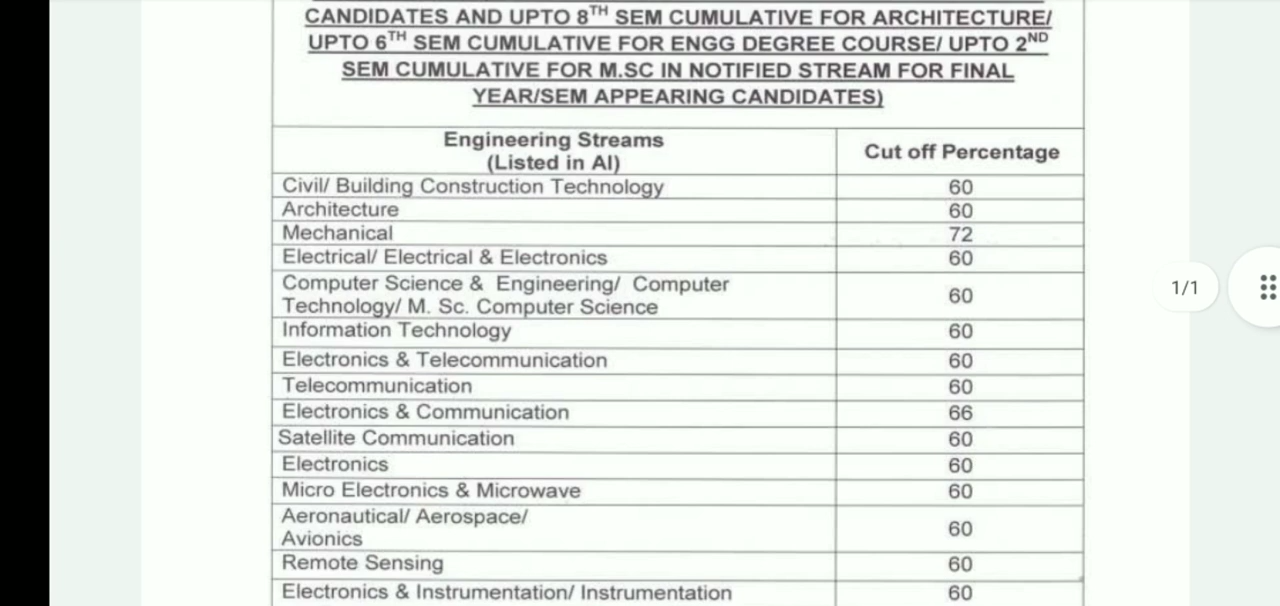 CANDIDATES AND UPTO 8TH SEM CUMULATIVE FOR ARCHITECTURE/
UPTO 6TH SEM CUMULATIVE FOR ENGG DEGREE COURSE/ UPTO 2ND
SEM CUMULATIVE FOR M.SC IN NOTIFIED STREAM FOR FINAL
YEAR/SEM APPEARING CANDIDATES)
Engineering Streams
(Listed in AI)
Cut off Percentage
Civil/ Building Construction Technology 60
Architecture 60
Mechanical 72
Electrical/ Electrical & Electronics 60
Computer Science & Engineering/ Computer
Technology/ M. Sc. Computer Science
60
Information Technology 60
Electronics & Telecommunication 60
Telecommunication 60
Electronics & Communication 66
Satellite Communication 60
Electronics 60
Micro Electronics & Microwave 60
Aeronautical/ Aerospace/
Avionics
60
Remote Sensing 60
Electronics & Instrumentation/ Instrumentation 60
1/1